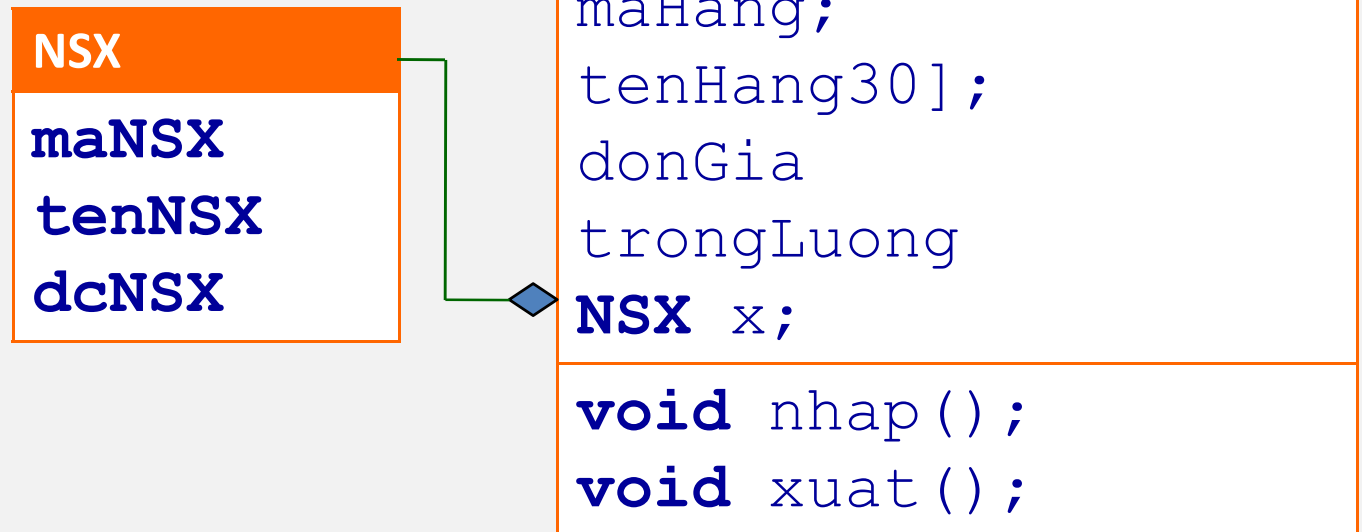 NSX
maNSX
tenNSX
dcNSX
maHang;
tenHang30];
donGia
trongLuong
NSX x;
void nhap();
void xuat();